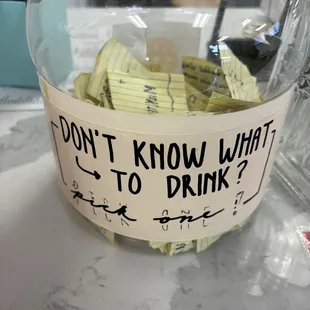 DON'T KNOW WHAT
↳ TO DRINK?
pick one!